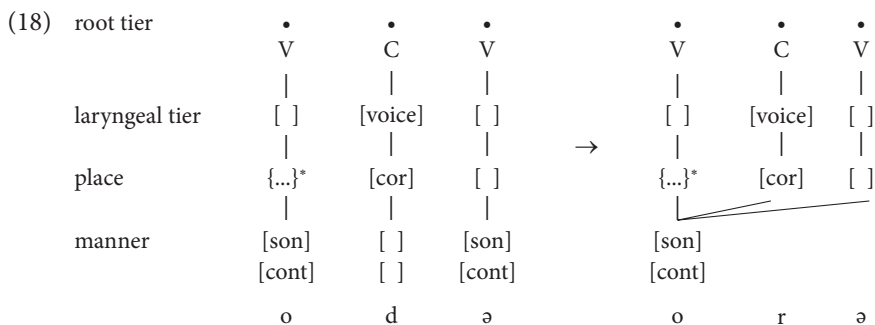 (18) root tier • • • • • •
V C V V C V
laryngeal tier [ ] [voice] [ ] [ ] [voice] [ ]
→
place {...}* [cor] [ ] {...}* [cor] [ ]
manner [son] [ ] [son] [son]
[cont] [ ] [cont] [cont]
o d ə o r ə